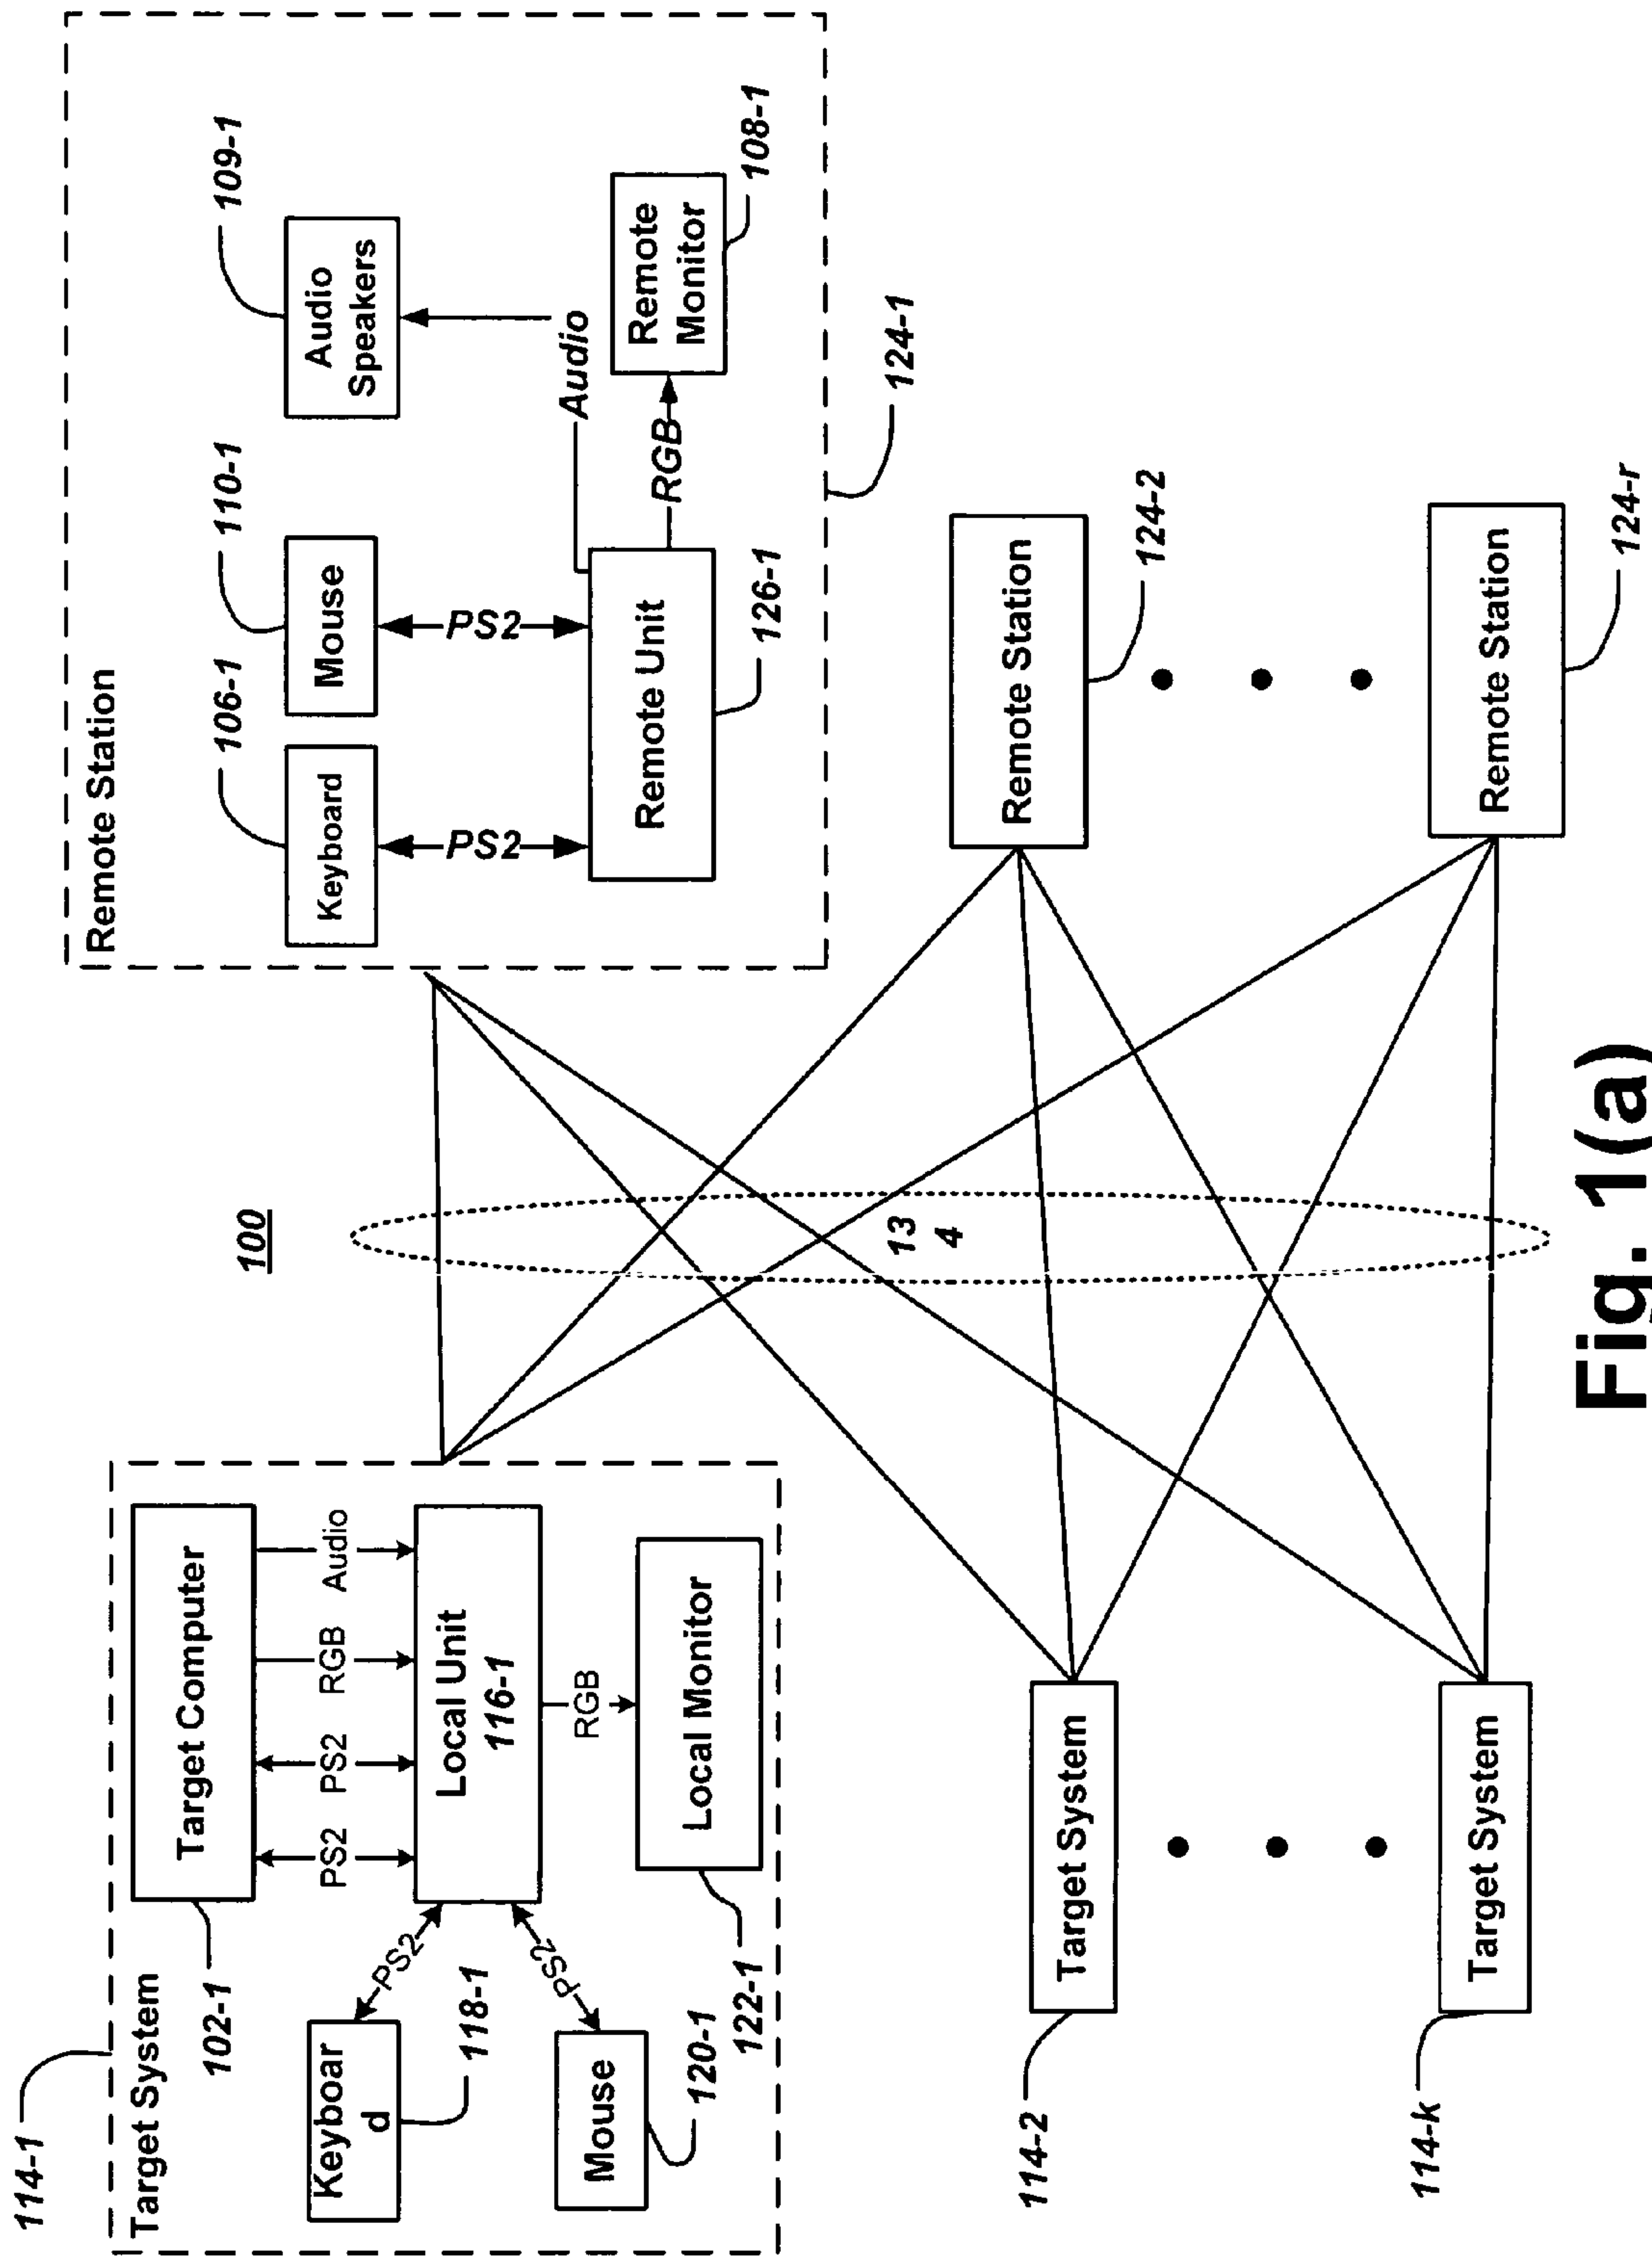 100
114-1
Target System
102-1
Target Computer
PS2
PS2
RGB
Audio
Keyboar
d
118-1
PS2
Local Unit
116-1
PS2
Mouse
120-1
RGB
Local Monitor
122-1
Remote Station
106-1
110-1
109-1
Keyboard
Mouse
Audio
Speakers
PS2
PS2
Audio
Remote Unit
126-1
RGB
Remote
Monitor
108-1
124-1
13
4
114-2
Target System
Remote Station
124-2
114-k
Target System
Remote Station
124-r
Fig. 1(a)